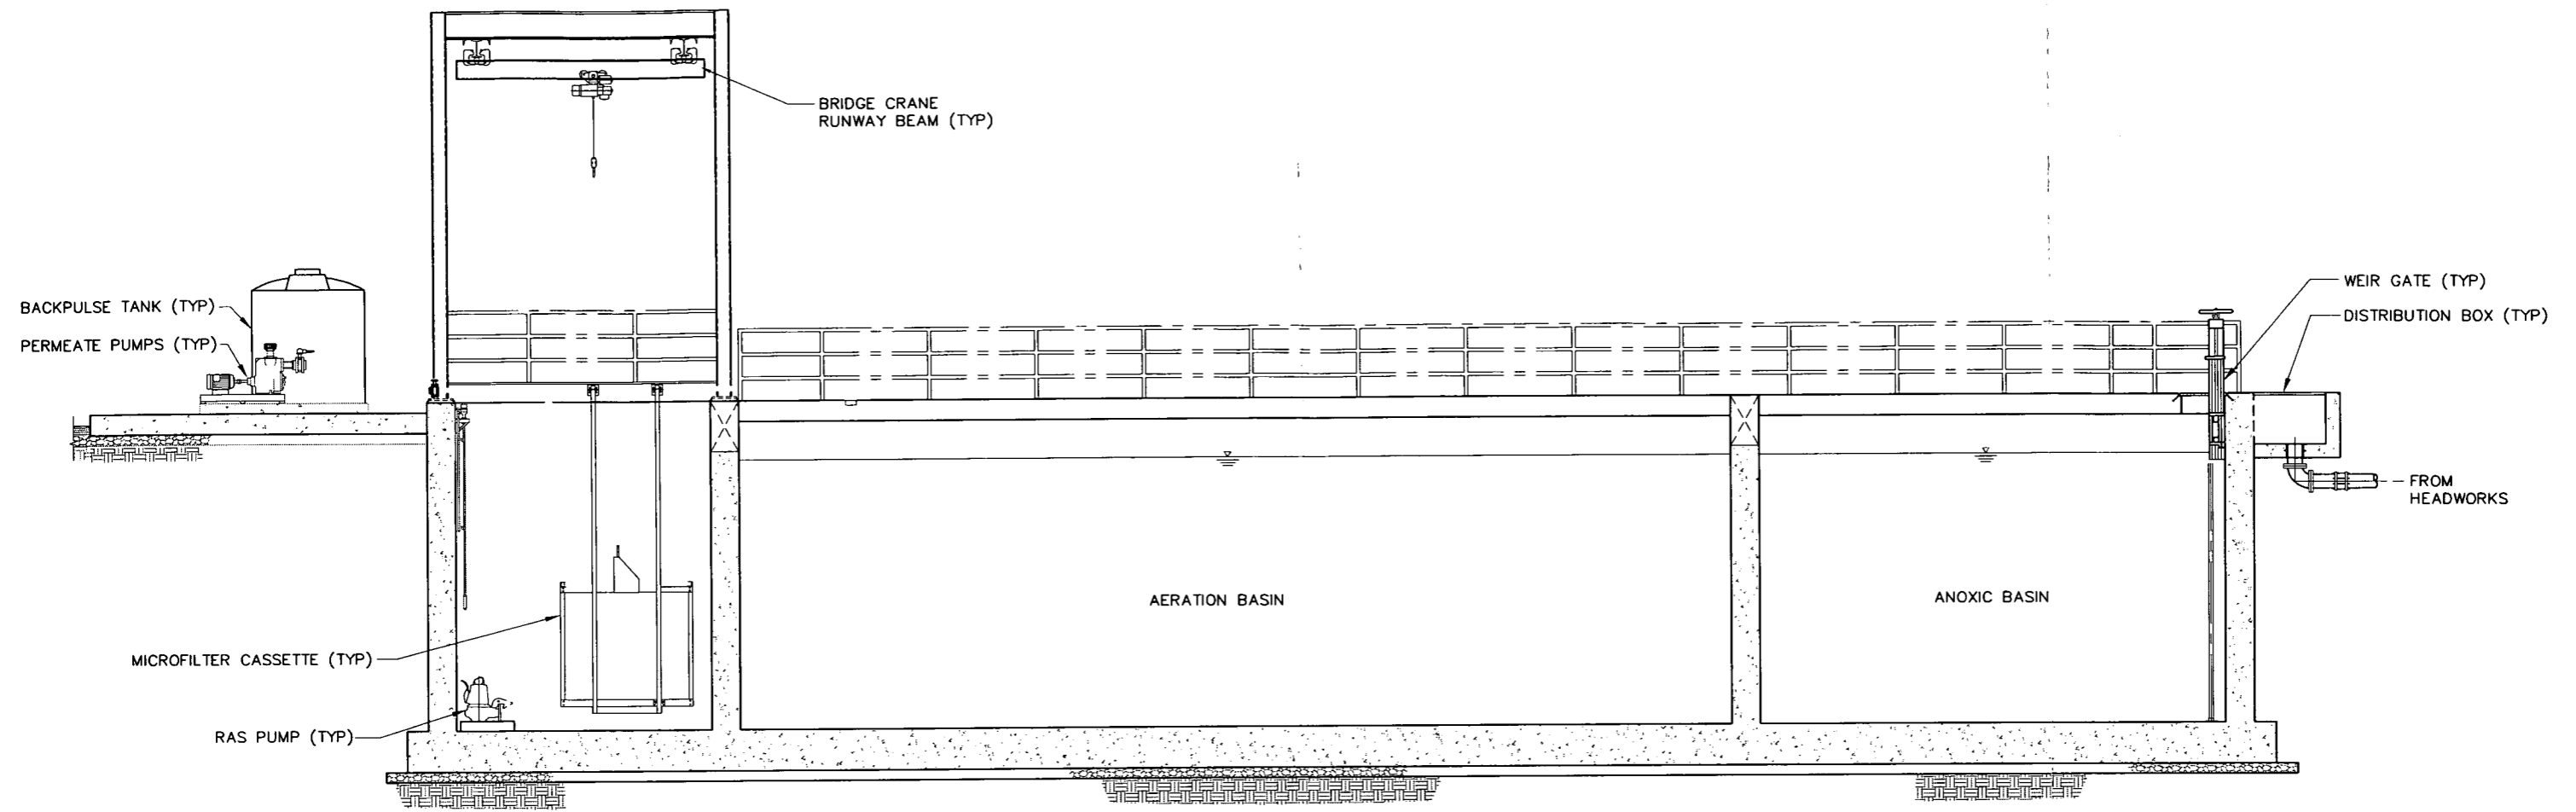 BRIDGE CRANE
RUNWAY BEAM (TYP)
BACKPULSE TANK (TYP)
PERMEATE PUMPS (TYP)
WEIR GATE (TYP)
DISTRIBUTION BOX (TYP)
FROM
HEADWORKS
AERATION BASIN
ANOXIC BASIN
MICROFILTER CASSETTE (TYP)
RAS PUMP (TYP)